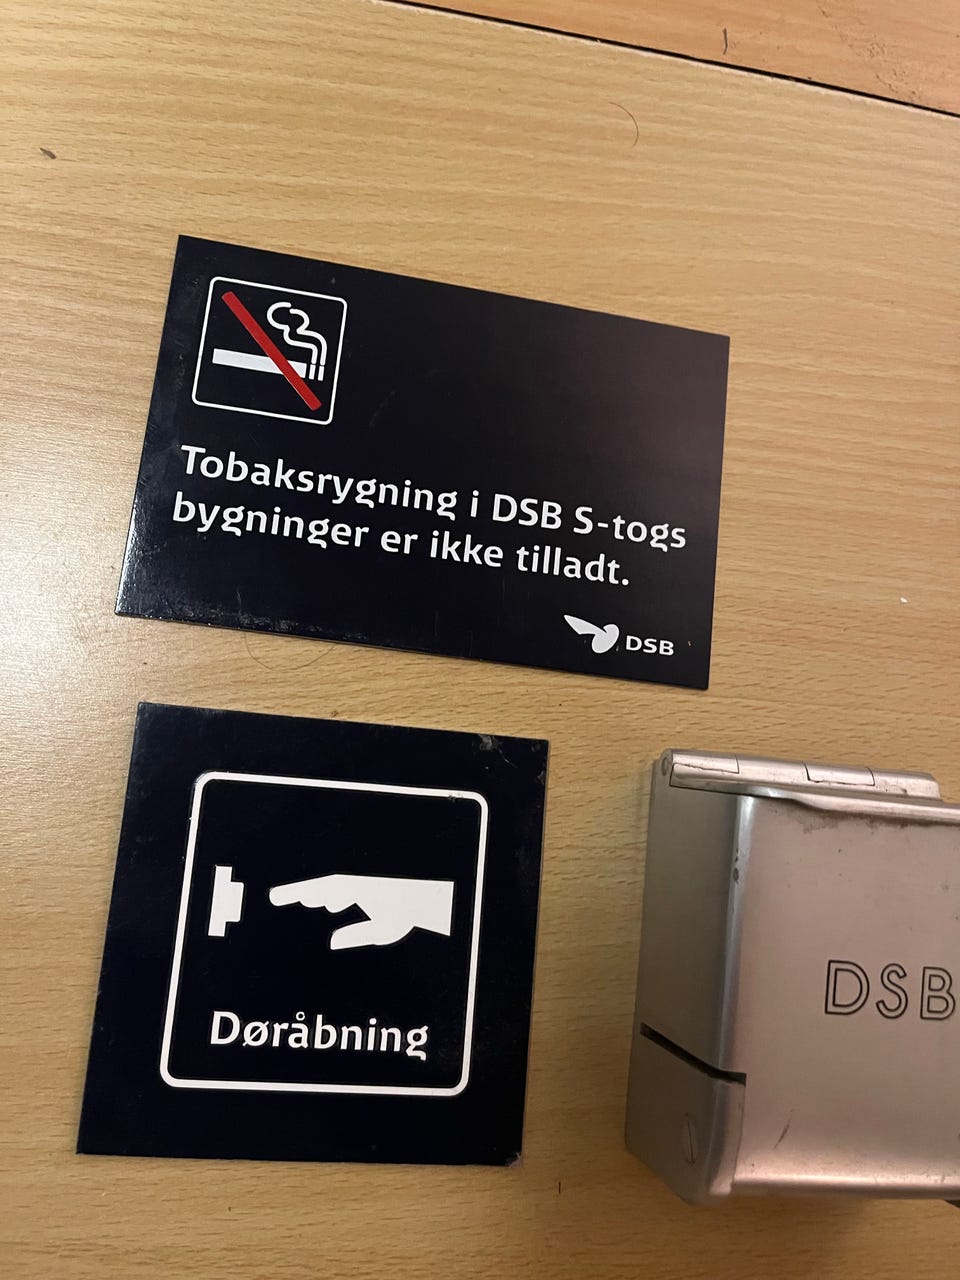 Tobaksrygning i DSB S-togs
bygninger er ikke tilladt.
DSB
Døråbning
DSB